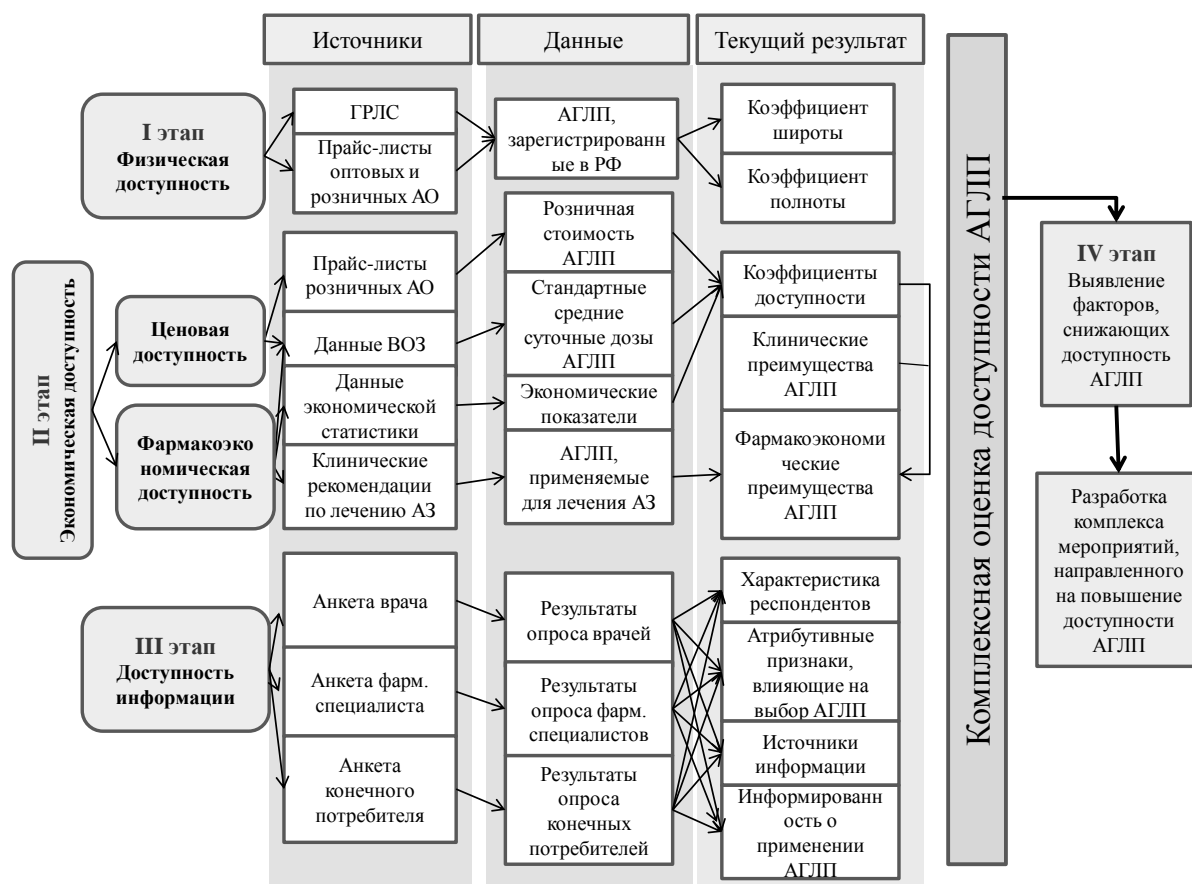 Источники
Данные
Текущий результат
I этап
Физическая
доступность
ГРЛС
Прайс-листы
оптовых и
розничных АО
АГЛП,
зарегистрированн
ые в РФ
Коэффициент
широты
Коэффициент
полноты
II этап
Экономическая доступность
Ценовая
доступность
Фармакоэко
номическая
доступность
Прайс-листы
розничных АО
Данные ВОЗ
Данные
экономической
статистики
Клинические
рекомендации
по лечению АЗ
Розничная
стоимость
АГЛП
Стандартные
средние
суточные дозы
АГЛП
Экономические
показатели
АГЛП,
применяемые
для лечения АЗ
Коэффициенты
доступности
Клинические
преимущества
АГЛП
Фармакоэкономи
ческие
преимущества
АГЛП
III этап
Доступность
информации
Анкета врача
Анкета фарм.
специалиста
Анкета
конечного
потребителя
Результаты
опроса врачей
Результаты
опроса фарм.
специалистов
Результаты
опроса
конечных
потребителей
Характеристика
респондентов
Атрибутивные
признаки,
влияющие на
выбор АГЛП
Источники
информации
Информированн
ость о
применении
АГЛП
Комплексная оценка доступности АГЛП
IV этап
Выявление
факторов,
снижающих
доступность
АГЛП
Разработка
комплекса
мероприятий,
направленного
на повышение
доступности
АГЛП